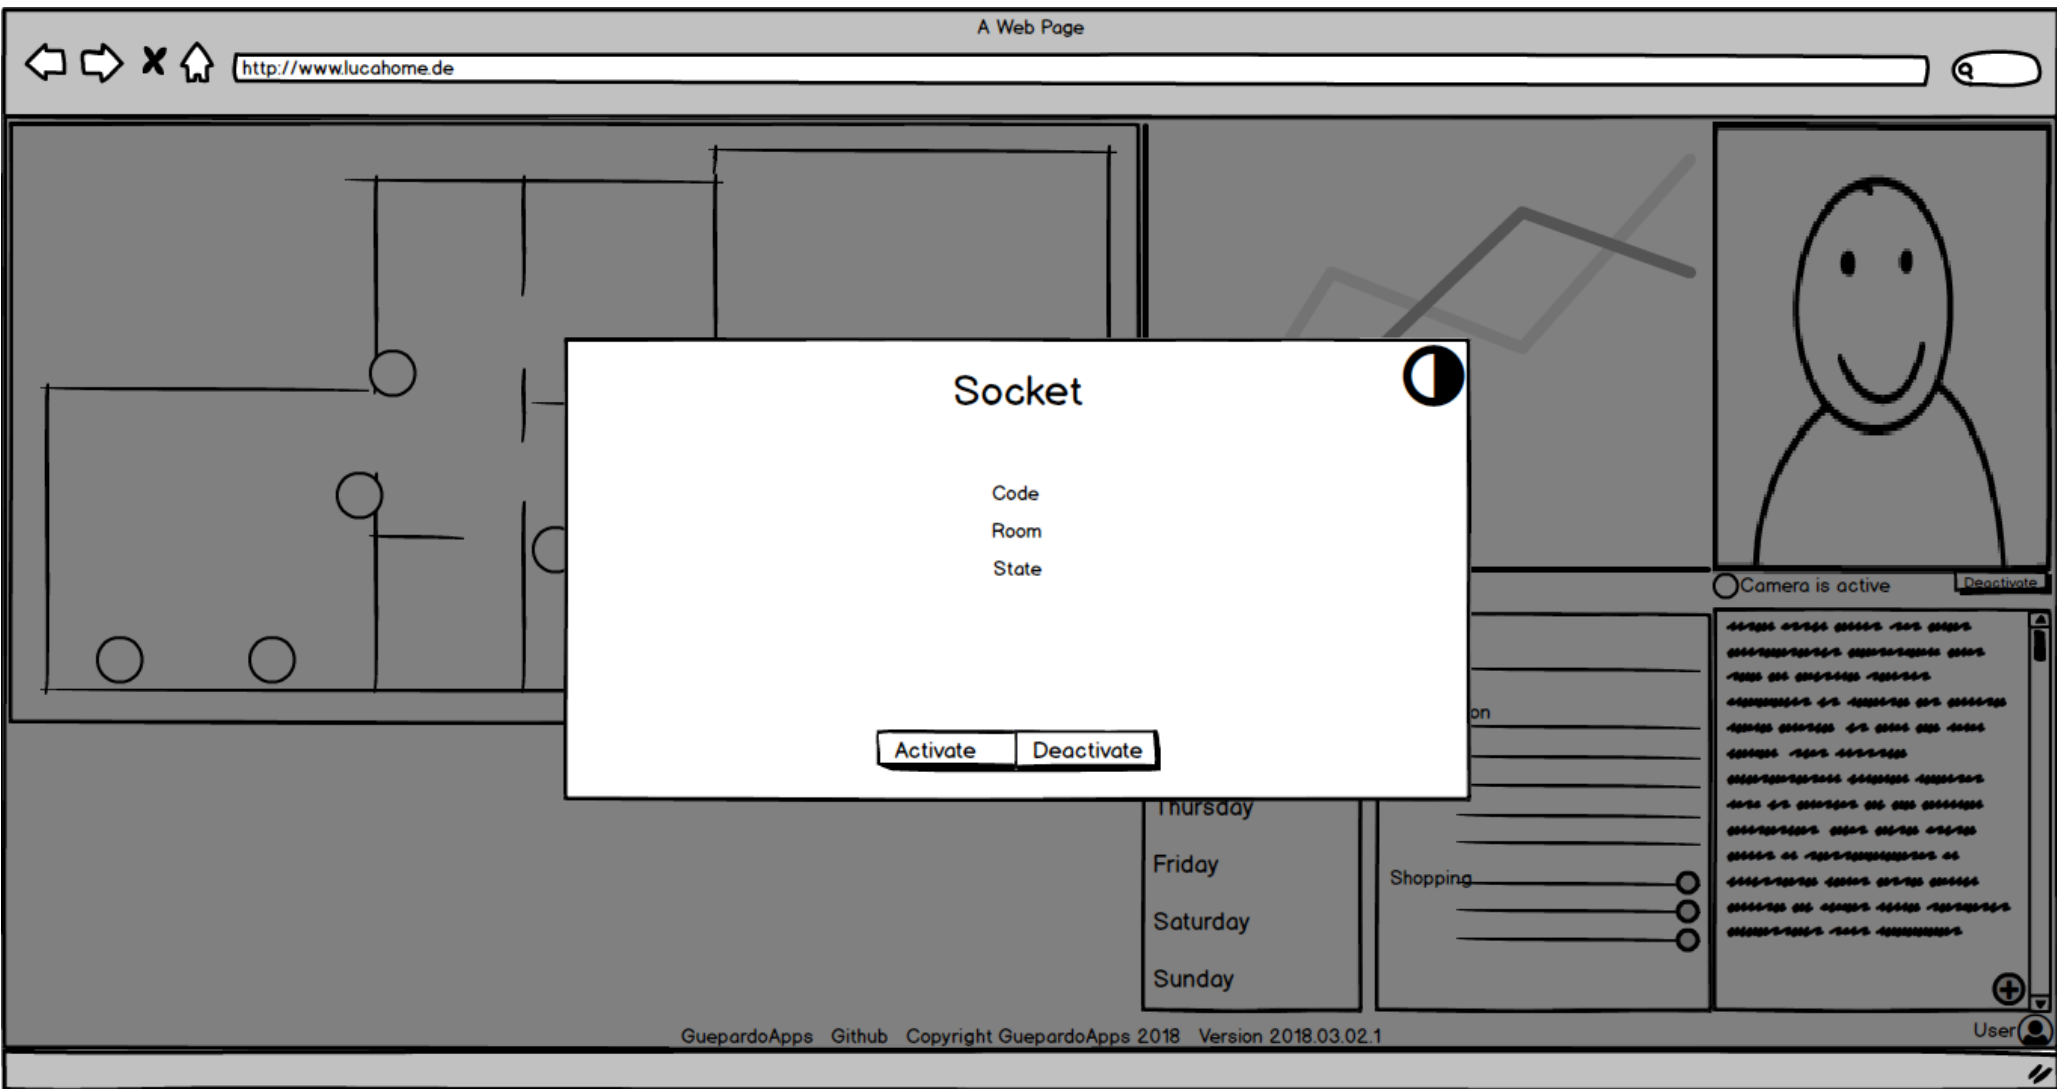 A Web Page
http://www.lucahome.de
Socket
Code
Room
State
Activate Deactivate
Camera is active
Deactivate
on
Thursday
Friday
Saturday
Sunday
Shopping
GuepardoApps Github Copyright GuepardoApps 2018 Version 2018.03.02.1
User